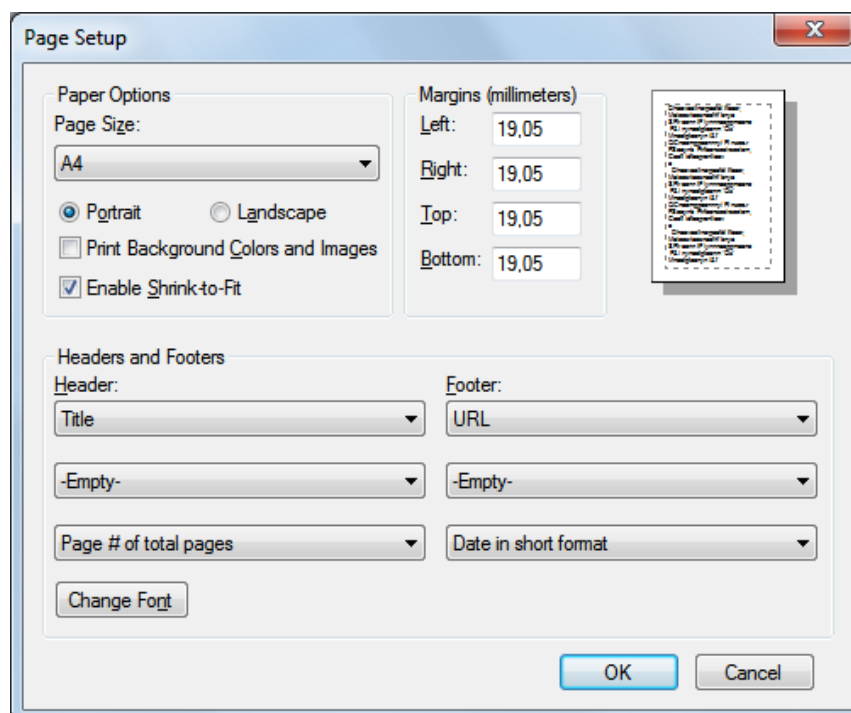 Page Setup
Paper Options
Page Size:
A4
Portrait
Landscape
Print Background Colors and Images
Enable Shrink-to-Fit
Margins (millimeters)
Left: 19,05
Right: 19,05
Top: 19,05
Bottom: 19,05
Headers and Footers
Header:
Footer:
Title
URL
-Empty-
-Empty-
Page # of total pages
Date in short format
Change Font
OK
Cancel